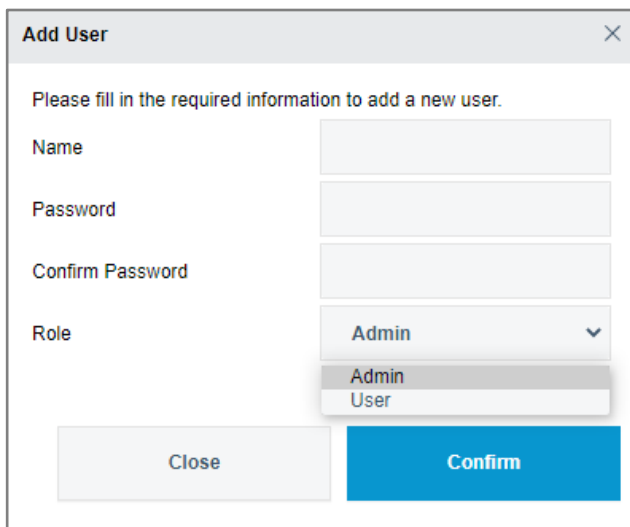 Add User
Please fill in the required information to add a new user.
Name
Password
Confirm Password
Role
Admin
Admin
User
Close
Confirm